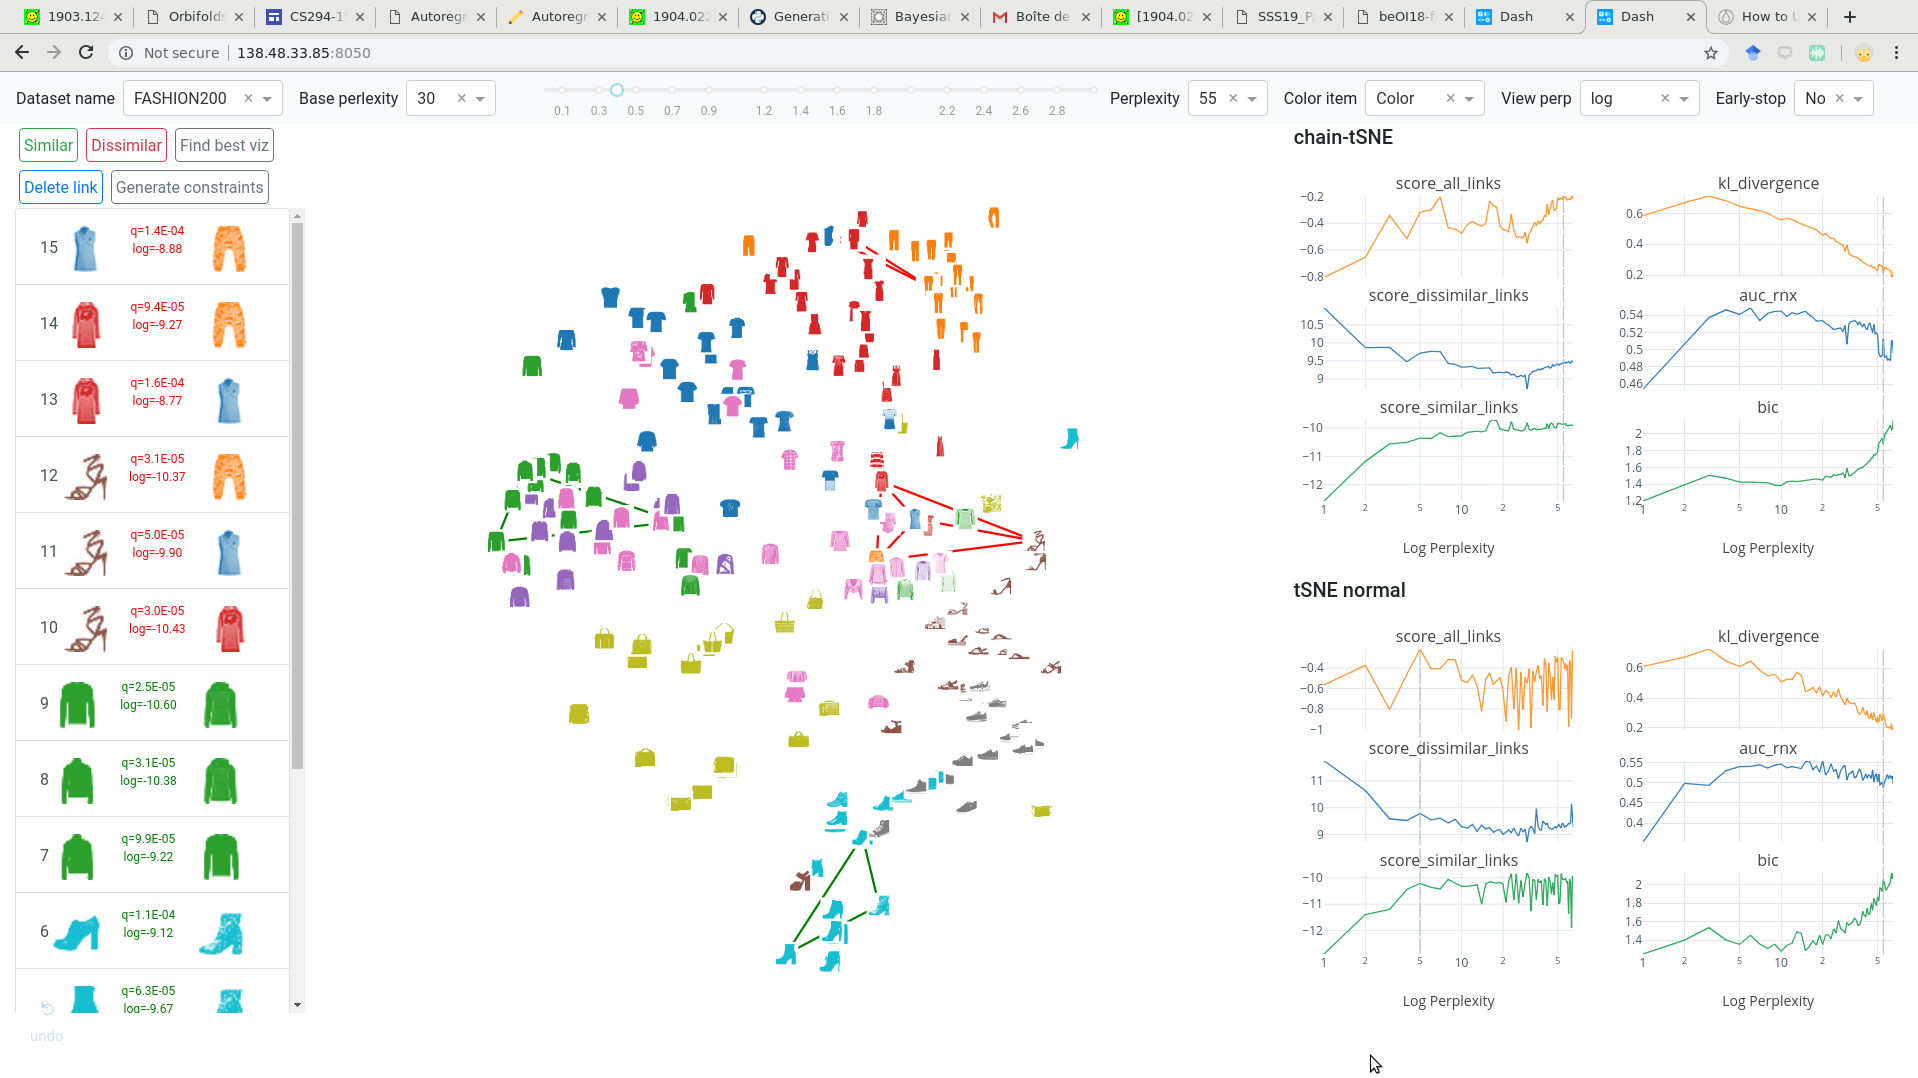 1903.124
Orbifolds
CS294-1
Autoregr
Autoregr
1904.022
Generati
Bayesian
Boîte de
[1904.02
SSS19_P
beOI18-f
Dash
Dash
How to U
Not secure | 138.48.33.85:8050
Dataset name FASHION200 Base perlexity 30
0.1 0.3 0.5 0.7 0.9 1.2 1.4 1.6 1.8 2.2 2.4 2.6 2.8
Perplexity 55 Color item Color View perp log Early-stop No
Similar Dissimilar Find best viz
Delete link Generate constraints
15 q=1.4E-04
log=-8.88
14 q=9.4E-05
log=-9.27
13 q=1.6E-04
log=-8.77
12 q=3.1E-04
log=-10.37
11 q=5.0E-05
log=-9.90
10 q=3.0E-05
log=-10.43
9 q=2.5E-05
log=-10.60
8 q=3.1E-05
log=-10.38
7 q=9.9E-05
log=-9.22
6 q=1.1E-04
log=-9.12
q=6.3E-05
log=-9.67
undo
chain-tSNE
score_all_links
−0.2
−0.4
−0.6
−0.8
score_dissimilar_links
10.5
10
9.5
9
score_similar_links
−10
−11
−12
1 2 5 10 2 5
Log Perplexity
kl_divergence
0.6
0.4
0.2
auc_rnx
0.54
0.52
0.5
0.48
0.46
bic
2
1.8
1.6
1.4
1.2
1 2 5 10 2 5
Log Perplexity
tSNE normal
score_all_links
−0.4
−0.6
−0.8
−1
score_dissimilar_links
11
10
9
score_similar_links
−10
−11
−12
1 2 5 10 2 5
Log Perplexity
kl_divergence
0.6
0.4
0.2
auc_rnx
0.55
0.5
0.45
0.4
bic
2
1.8
1.6
1.4
1 2 5 10 2 5
Log Perplexity